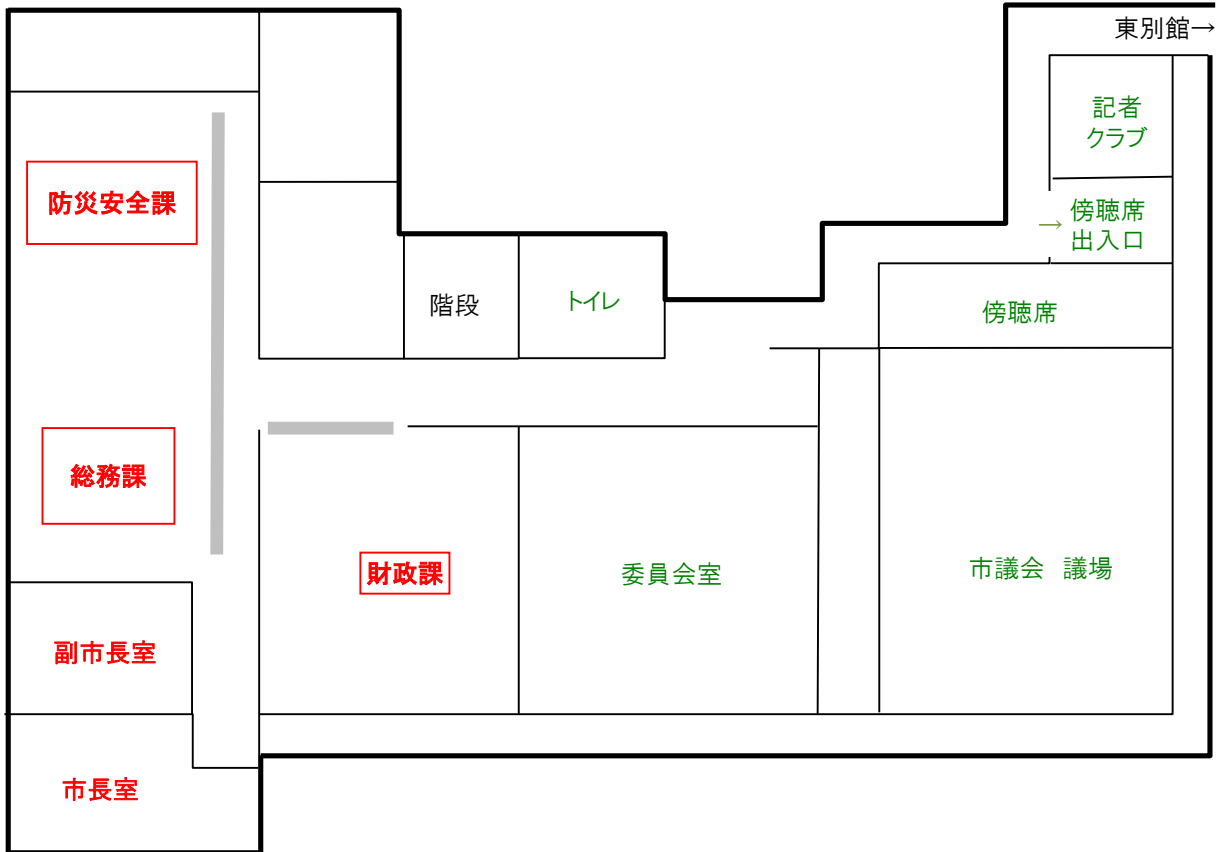 東別館→
記者
クラブ
防災安全課
→ 傍聴席
出入口
階段
トイレ
傍聴席
総務課
財政課
委員会室
市議会　議場
副市長室
市長室